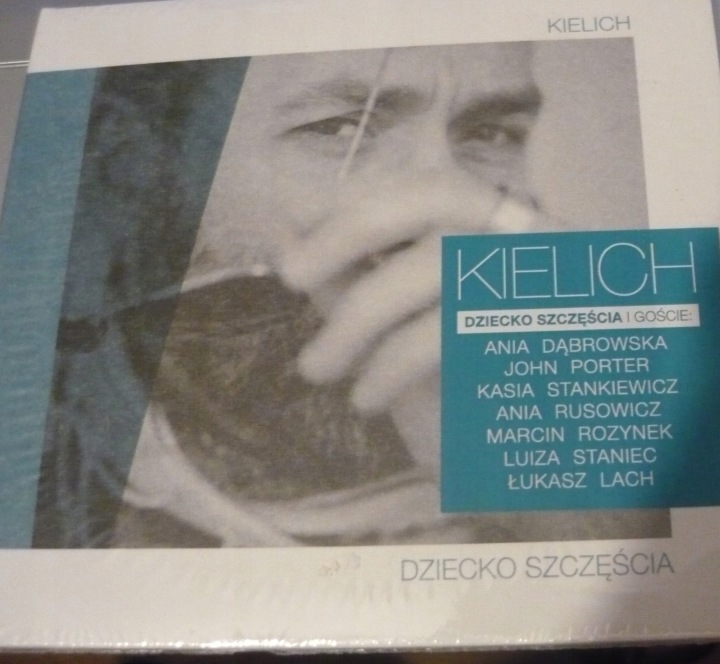 KIELICH
KIELICH
DZIECKO SZCZĘŚCIA I GOŚCIE:
ANIA DĄBROWSKA
JOHN PORTER
KASIA STANKIEWICZ
ANIA RUSOWICZ
MARCIN ROZYNEK
LUIZA STANIEC
ŁUKASZ LACH
DZIECKO SZCZĘŚCIA